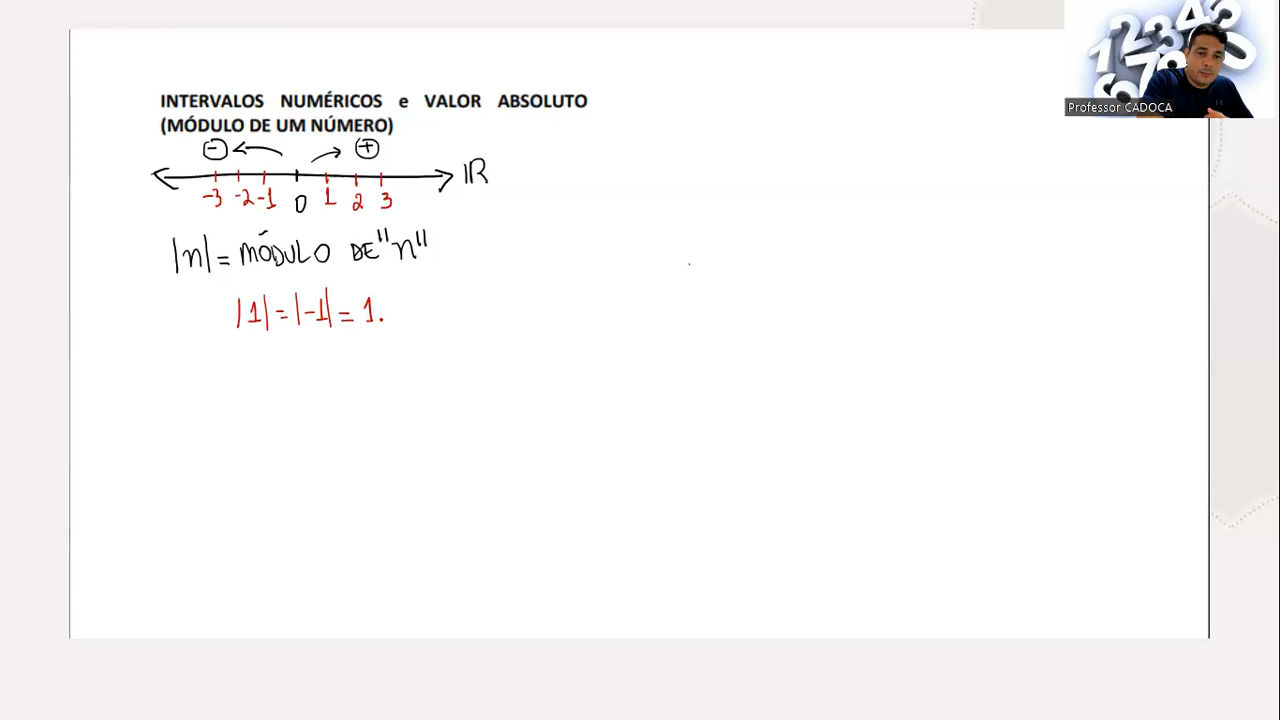 INTERVALOS NUMÉRICOS e VALOR ABSOLUTO
(MÓDULO DE UM NÚMERO)
- +
-3 -2 -1 0 1 2 3 ℝ
|n| = MÓDULO DE "n"
|1| = |-1| = 1.
Professor CADOCA